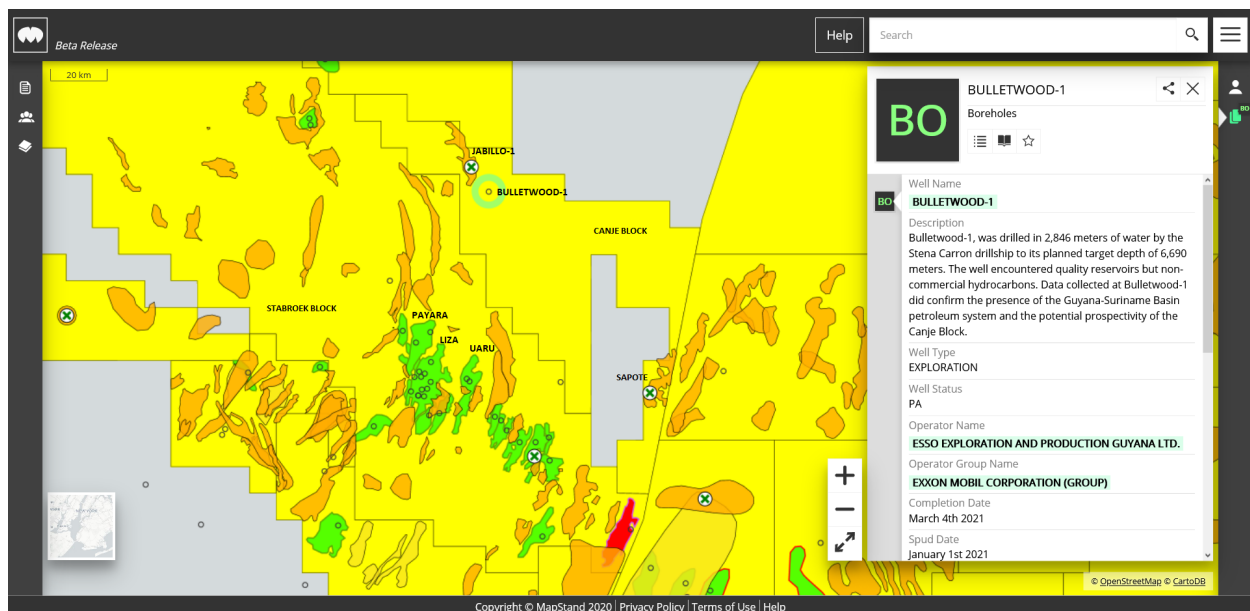 Beta Release
Help
Search
20 km
JABILLO-1
BULLETWOOD-1
CANJE BLOCK
STABROEK BLOCK
PAYARA
LIZA
UARU
SAPOTE
BO
BULLETWOOD-1
Boreholes
BO
BO
Well Name
BULLETWOOD-1
Description
Bulletwood-1, was drilled in 2,846 meters of water by the
Stena Carron drillship to its planned target depth of 6,690
meters. The well encountered quality reservoirs but non-
commercial hydrocarbons. Data collected at Bulletwood-1
did confirm the presence of the Guyana-Suriname Basin
petroleum system and the potential prospectivity of the
Canje Block.
Well Type
EXPLORATION
Well Status
PA
Operator Name
ESSO EXPLORATION AND PRODUCTION GUYANA LTD.
Operator Group Name
EXXON MOBIL CORPORATION (GROUP)
Completion Date
March 4th 2021
Spud Date
January 1st 2021
© OpenStreetMap © CartoDB
Copyright © MapStand 2020 | Privacy Policy | Terms of Use | Help